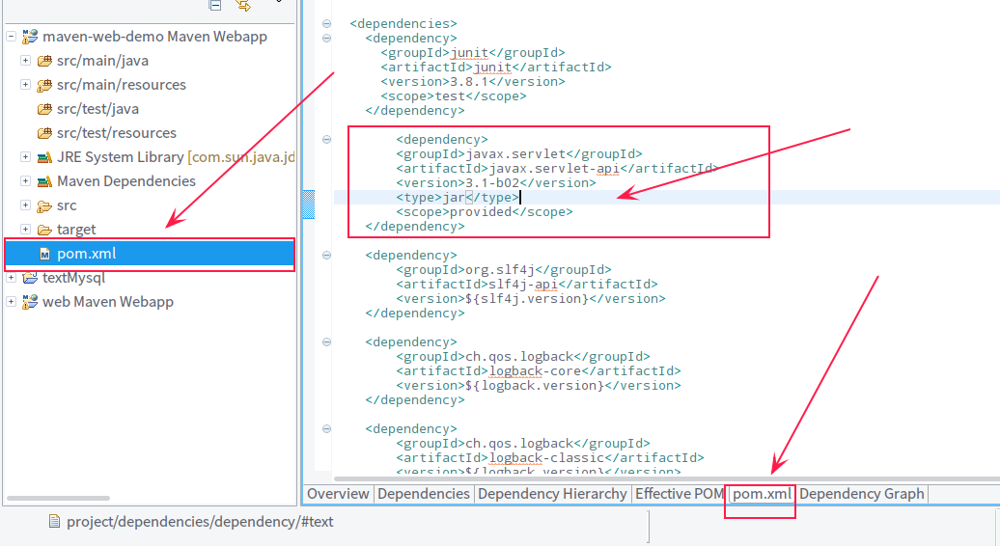 maven-web-demo Maven Webapp
src/main/java
src/main/resources
src/test/java
src/test/resources
JRE System Library [com.sun.java.jd
Maven Dependencies
src
target
pom.xml
textMysql
web Maven Webapp
<dependencies>
<dependency>
<groupId>junit</groupId>
<artifactId>junit</artifactId>
<version>3.8.1</version>
<scope>test</scope>
</dependency>
<dependency>
<groupId>javax.servlet</groupId>
<artifactId>javax.servlet-api</artifactId>
<version>3.1-b02</version>
<type>jar</type>
<scope>provided</scope>
</dependency>
<dependency>
<groupId>org.slf4j</groupId>
<artifactId>slf4j-api</artifactId>
<version>${slf4j.version}</version>
</dependency>
<dependency>
<groupId>ch.qos.logback</groupId>
<artifactId>logback-core</artifactId>
<version>${logback.version}</version>
</dependency>
<dependency>
<groupId>ch.qos.logback</groupId>
<artifactId>logback-classic</artifactId>
<version>${logback.version}</version>
Overview Dependencies Dependency Hierarchy Effective POM pom.xml Dependency Graph
project/dependencies/dependency/#text